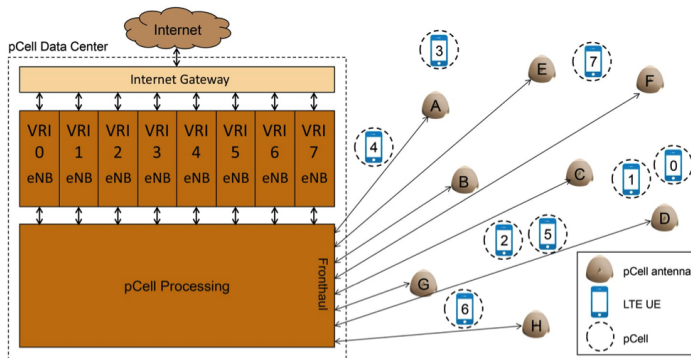 Internet
pCell Data Center
Internet Gateway
VRI VRI VRI VRI VRI VRI VRI VRI
0 1 2 3 4 5 6 7
eNB eNB eNB eNB eNB eNB eNB eNB
pCell Processing
Fronthaul
3
E
7
F
A
4
B
C
1
0
D
2
5
G
6
H
pCell antenna
LTE UE
pCell